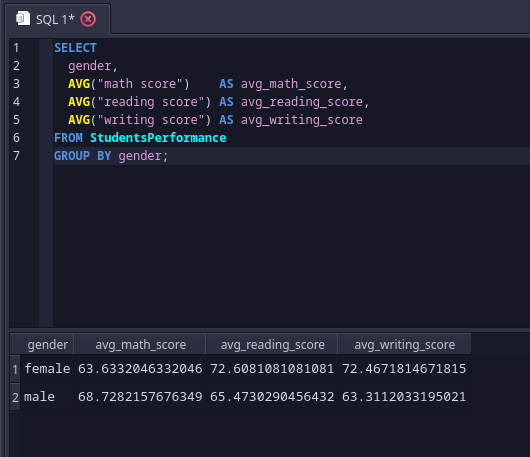 SQL 1*
1 SELECT
2 gender,
3 AVG("math score") AS avg_math_score,
4 AVG("reading score") AS avg_reading_score,
5 AVG("writing score") AS avg_writing_score
6 FROM StudentsPerformance
7 GROUP BY gender;
gender avg_math_score avg_reading_score avg_writing_score
1 female 63.6332046332046 72.6081081081081 72.4671814671815
2 male 68.7282157676349 65.4730290456432 63.3112033195021